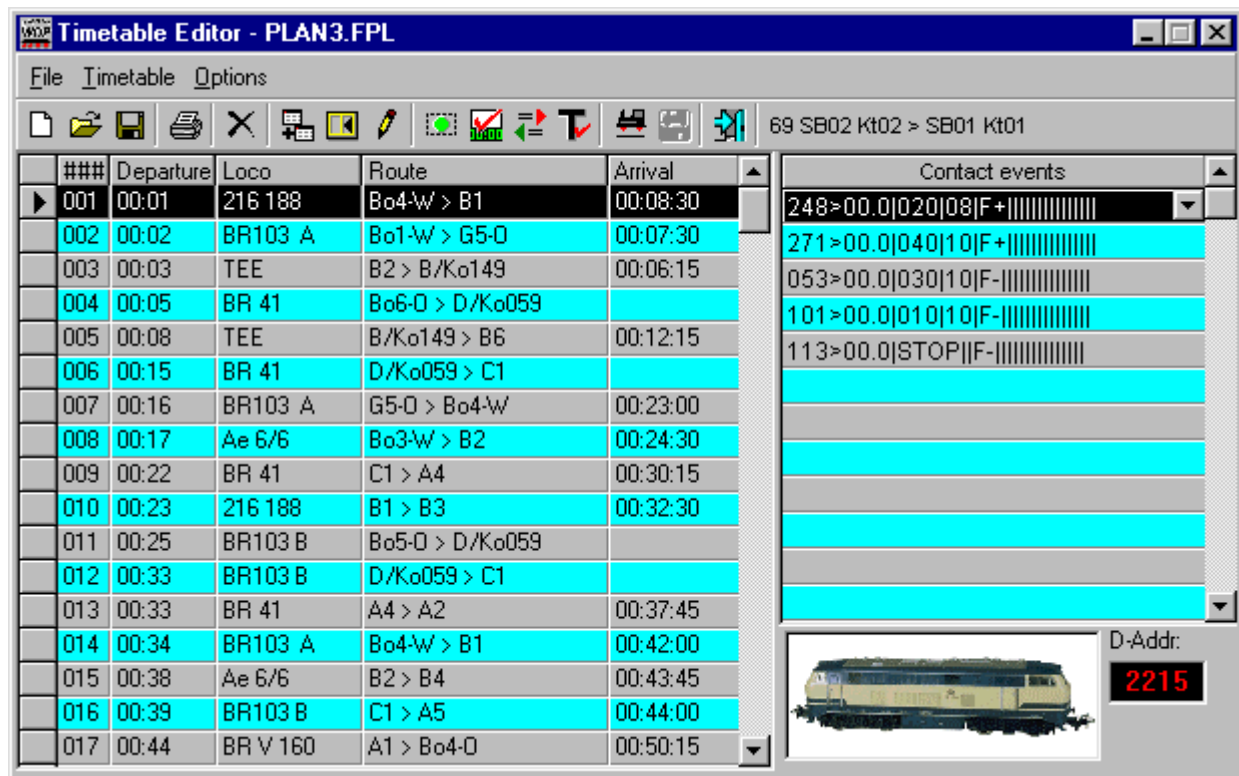 Timetable Editor - PLAN3.FPL
File Timetable Options
69 SB02 Kt02 > SB01 Kt01
### Departure Loco Route Arrival
001 00:01 216 188 Bo4-W > B1 00:08:30
002 00:02 BR103 A Bo1-W > G5-O 00:07:30
003 00:03 TEE B2 > B/Ko149 00:06:15
004 00:05 BR 41 Bo6-O > D/Ko059
005 00:08 TEE B/Ko149 > B6 00:12:15
006 00:15 BR 41 D/Ko059 > C1
007 00:16 BR103 A G5-O > Bo4-W 00:23:00
008 00:17 Ae 6/6 Bo3-W > B2 00:24:30
009 00:22 BR 41 C1 > A4 00:30:15
010 00:23 216 188 B1 > B3 00:32:30
011 00:25 BR103 B Bo5-O > D/Ko059
012 00:33 BR103 B D/Ko059 > C1
013 00:33 BR 41 A4 > A2 00:37:45
014 00:34 BR103 A Bo4-W > B1 00:42:00
015 00:38 Ae 6/6 B2 > B4 00:43:45
016 00:39 BR103 B C1 > A5 00:44:00
017 00:44 BR V 160 A1 > Bo4-O 00:50:15
Contact events
248>00.0|020|08|F+|||||||||||||||
271>00.0|040|10|F+|||||||||||||||
053>00.0|030|10|F-|||||||||||||||
101>00.0|010|10|F-|||||||||||||||
113>00.0|STOP||F-|||||||||||||||
D-Addr:
2215